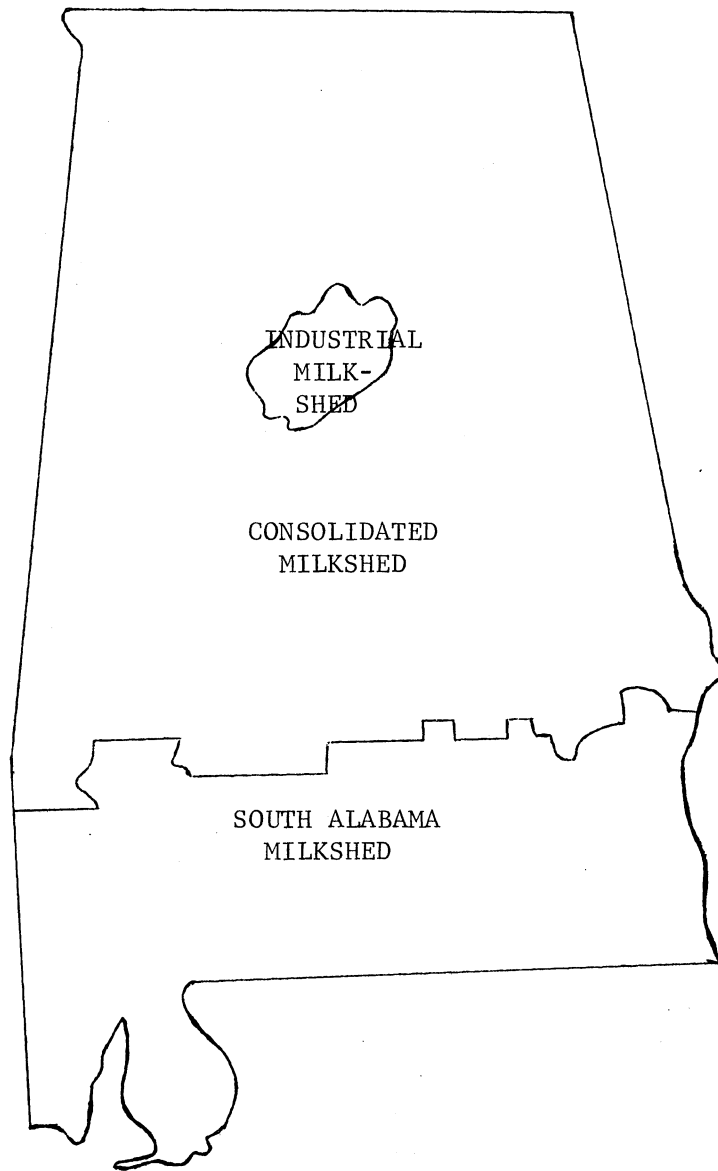 INDUSTRIAL
MILK-
SHED
CONSOLIDATED
MILKSHED
SOUTH ALABAMA
MILKSHED